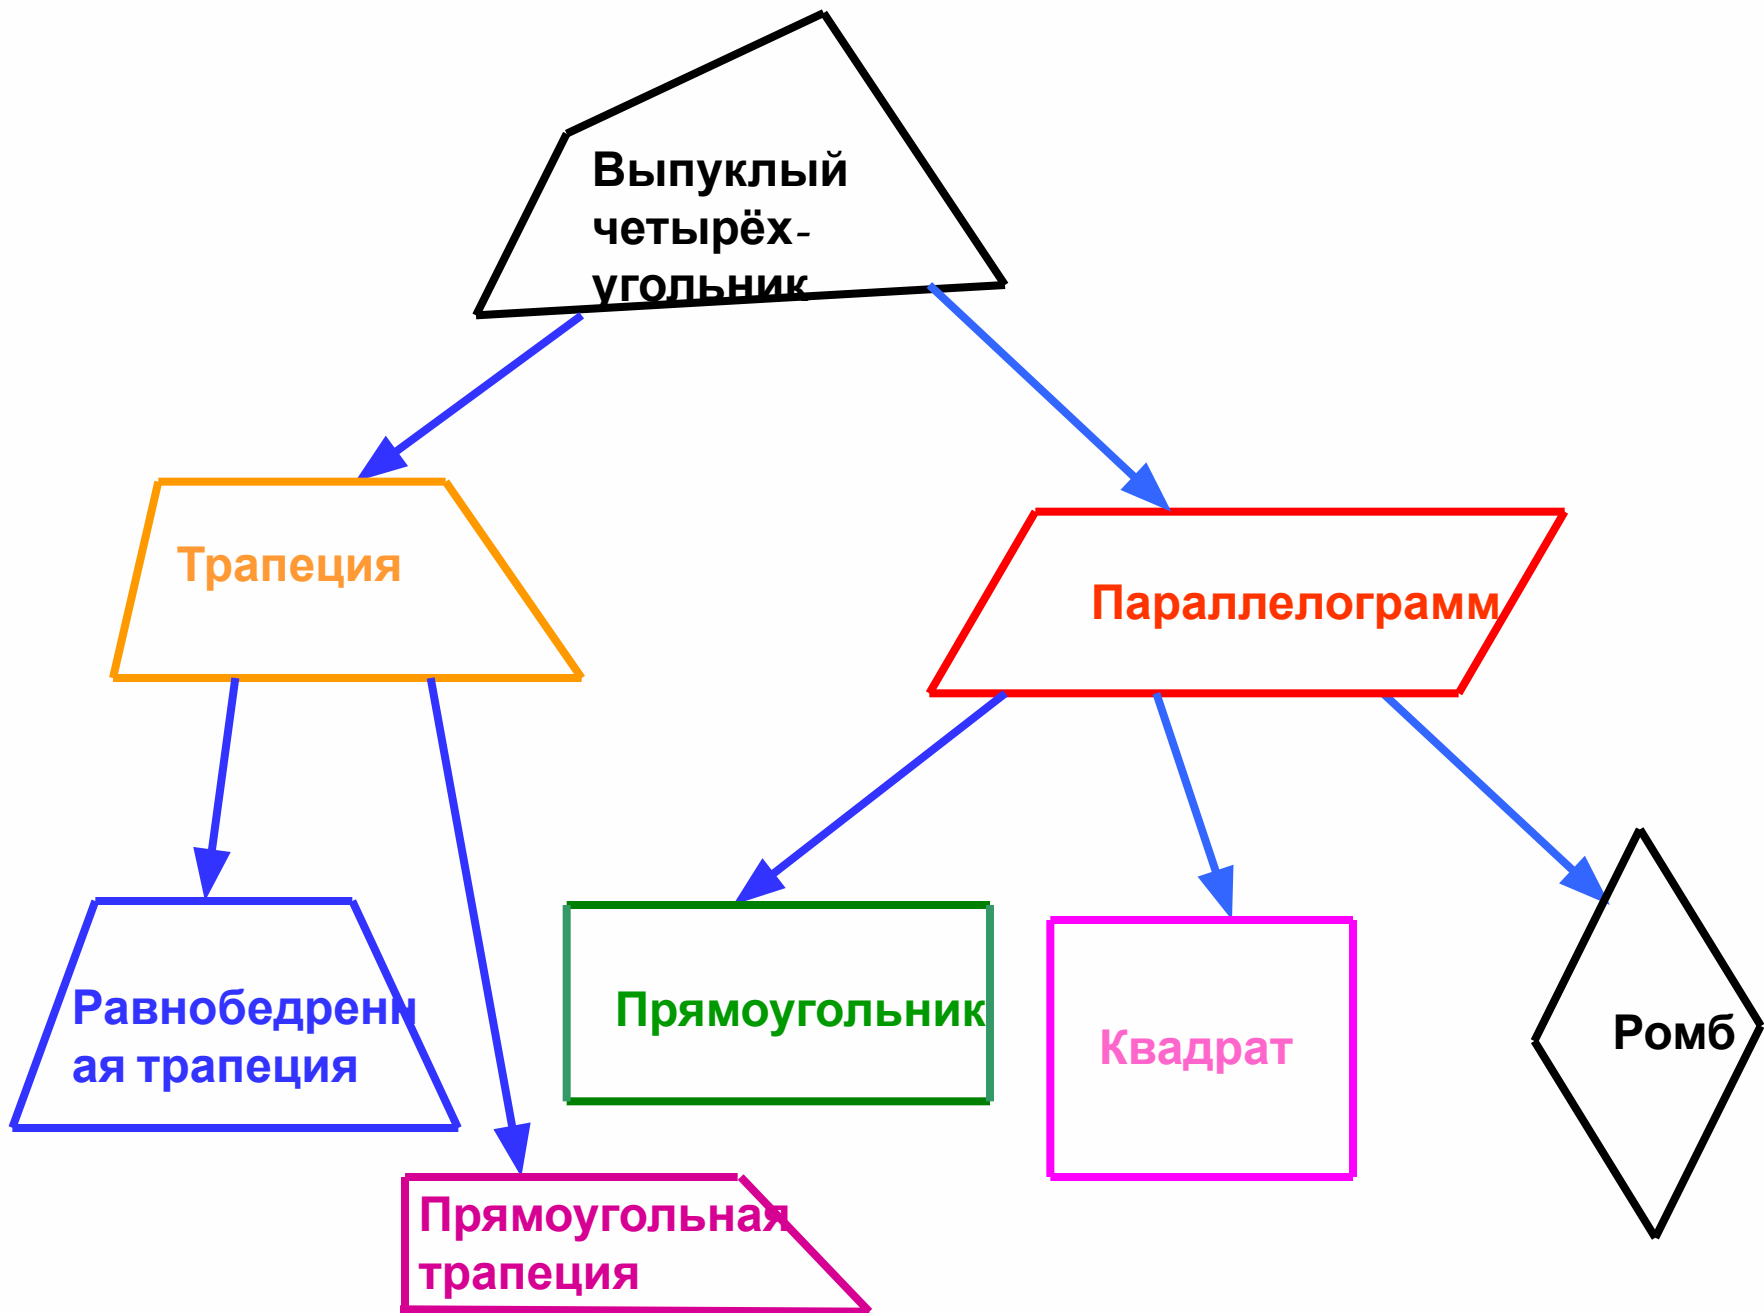 Выпуклый
четырёх-
угольник
Трапеция
Параллелограмм
Равнобедренн
ая трапеция
Прямоугольник
Квадрат
Ромб
Прямоугольная
трапеция